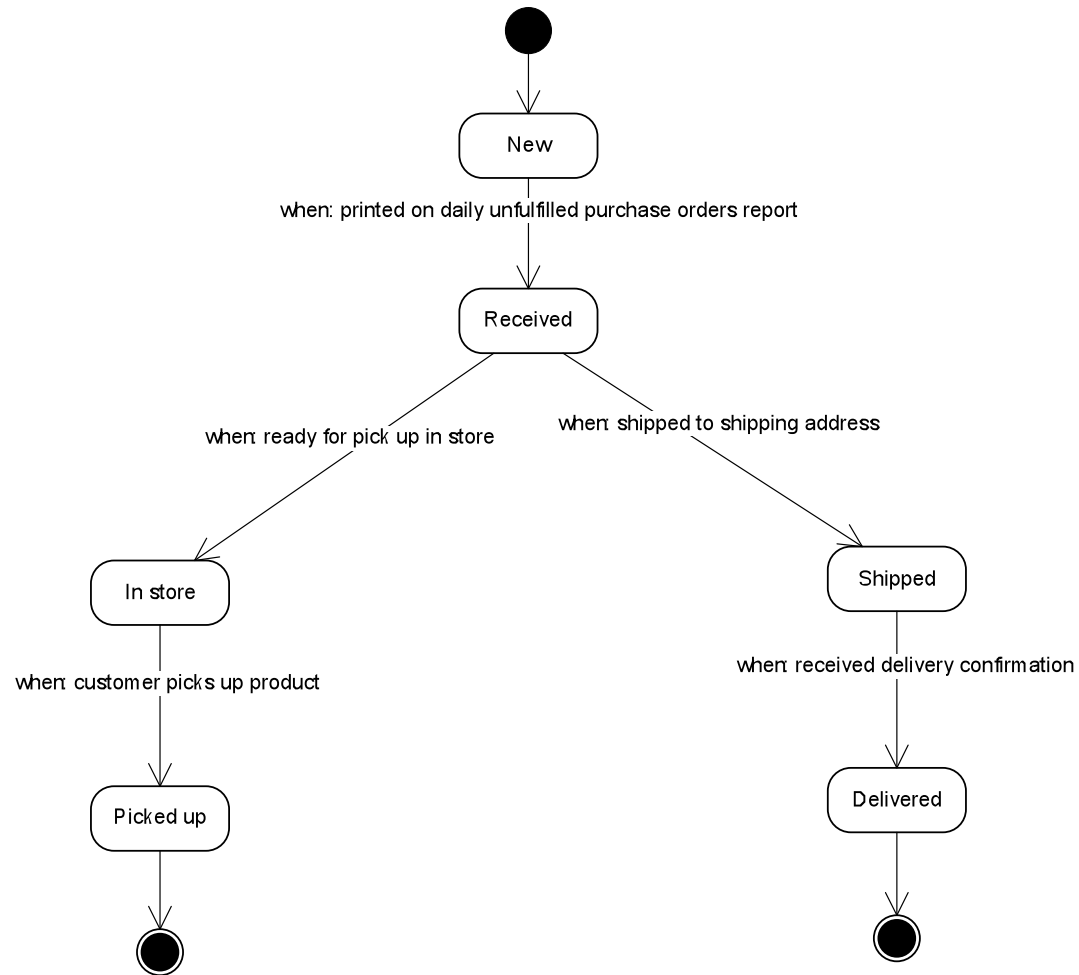 New
when: printed on daily unfulfilled purchase orders report
Received
when: shipped to shipping address
when: ready for pick up in store
Shipped
In store
when: received delivery confirmation
when: customer picks up product
Delivered
Picked up